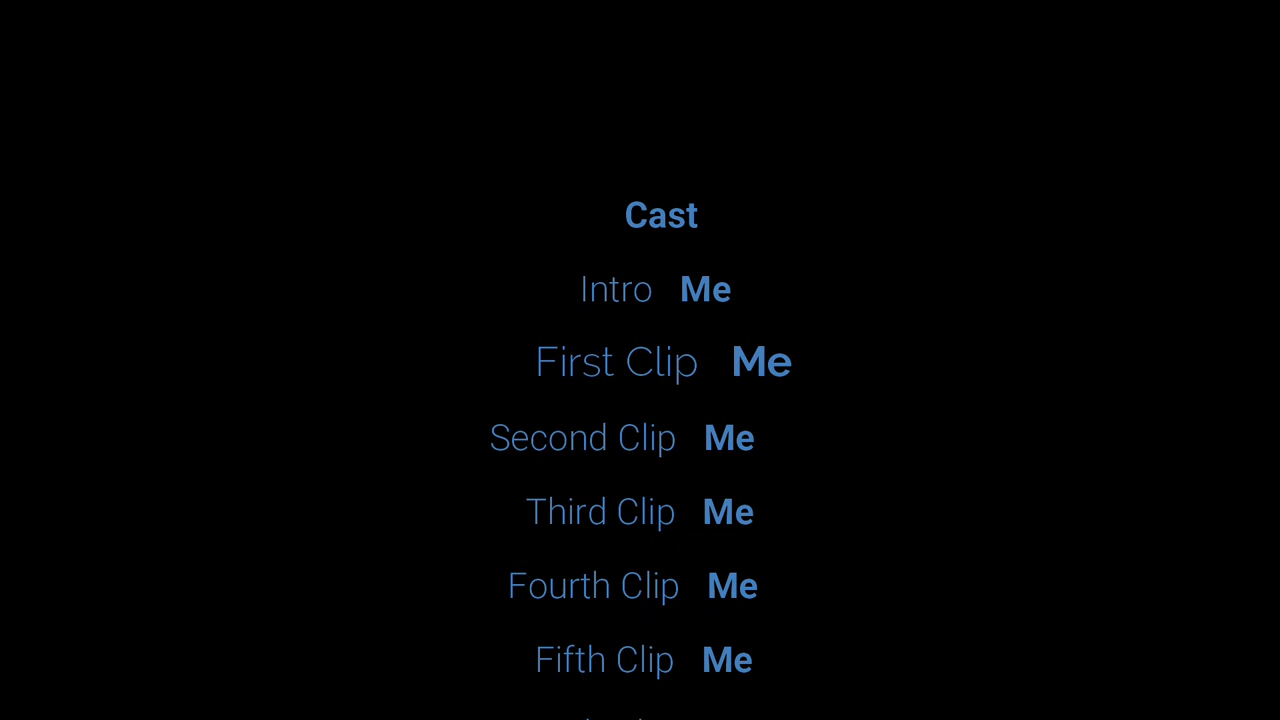 Cast
Intro Me
First Clip Me
Second Clip Me
Third Clip Me
Fourth Clip Me
Fifth Clip Me